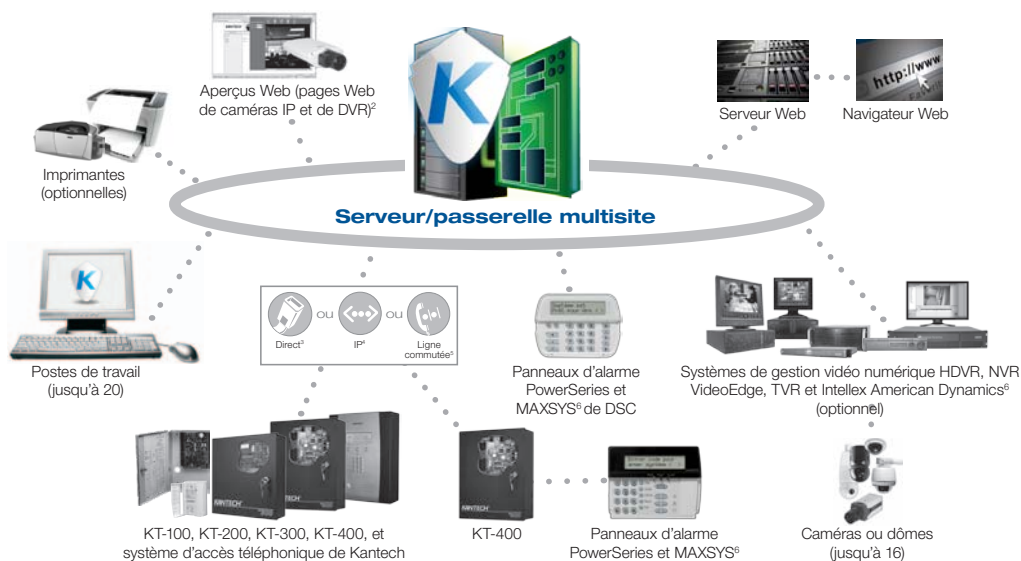 Aperçus Web (pages Web
de caméras IP et de DVR)²
K
http://www
Serveur Web
Navigateur Web
Imprimantes
(optionnelles)
Serveur/passerelle multisite
K
ou
ou
Direct³
IP⁴
Ligne
commutée⁵
Postes de travail
(jusqu'à 20)
Panneaux d'alarme
PowerSeries et
MAXSYS⁶ de DSC
Systèmes de gestion vidéo numérique HDVR, NVR
VideoEdge, TVR et Intellex American Dynamics⁶
(optionnel)
KANTECH
KANTECH
KANTECH
KT-100, KT-200, KT-300, KT-400, et
système d'accès téléphonique de Kantech
KT-400
Panneaux d'alarme
PowerSeries et MAXSYS⁶
Caméras ou dômes
(jusqu'à 16)